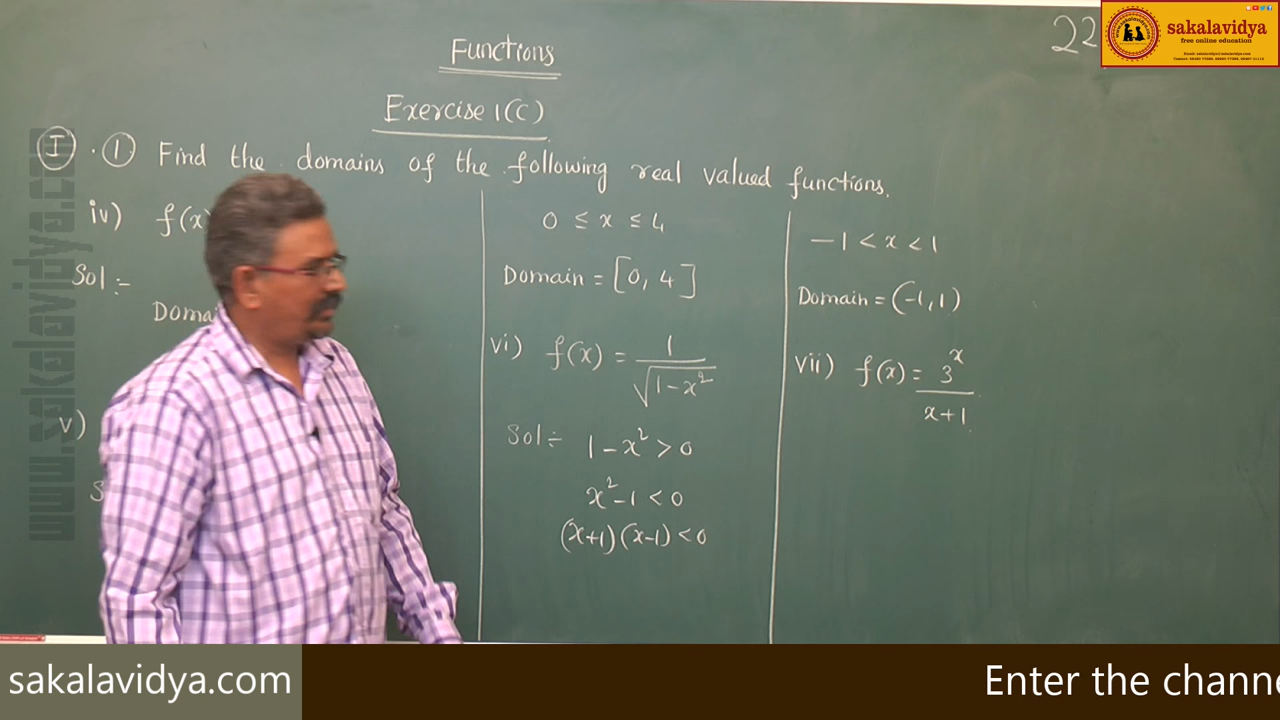 Functions
22
Exercise 1(C)
I . 1 Find the domains of the following real valued functions.
iv) f(x)
Sol :-
Domai
v)
S
0 ≤ x ≤ 4
Domain = [0, 4]
vi) f(x) = 1 / √(1-x²)
Sol :- 1-x² > 0
x²-1 < 0
(x+1)(x-1) < 0
-1 < x < 1
Domain = (-1, 1)
vii) f(x) = 3^x / x+1
sakalavidya
free online education
www.sakalavidya.com
sakalavidya.com
Enter the channe